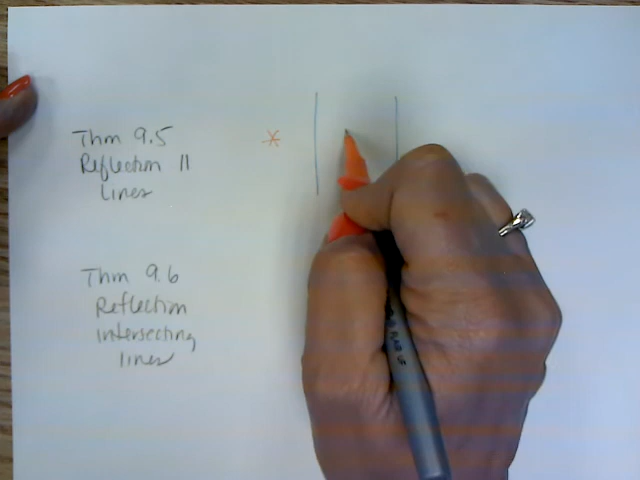 Thm 9.5
Reflection ||
lines
Thm 9.6
Reflection
intersecting
lines